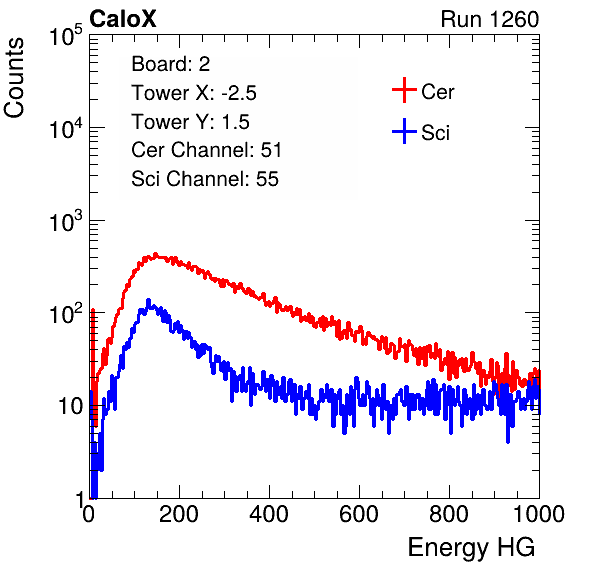 CaloX Run 1260
Counts
Board: 2
Tower X: -2.5
Tower Y: 1.5
Cer Channel: 51
Sci Channel: 55
Cer
Sci
10^5
10^4
10^3
10^2
10
1
0 200 400 600 800 1000
Energy HG